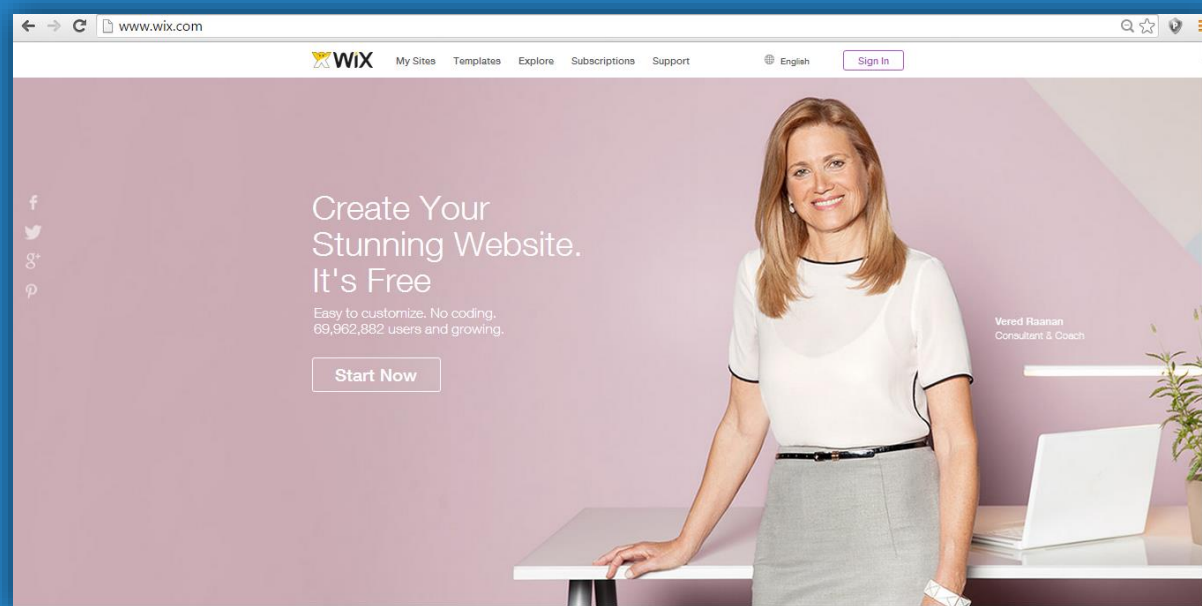 www.wix.com
WiX
My Sites Templates Explore Subscriptions Support English Sign In
f
g+
Create Your
Stunning Website.
It's Free
Easy to customize. No coding.
69,962,882 users and growing.
Start Now
Vered Raanan
Consultant & Coach